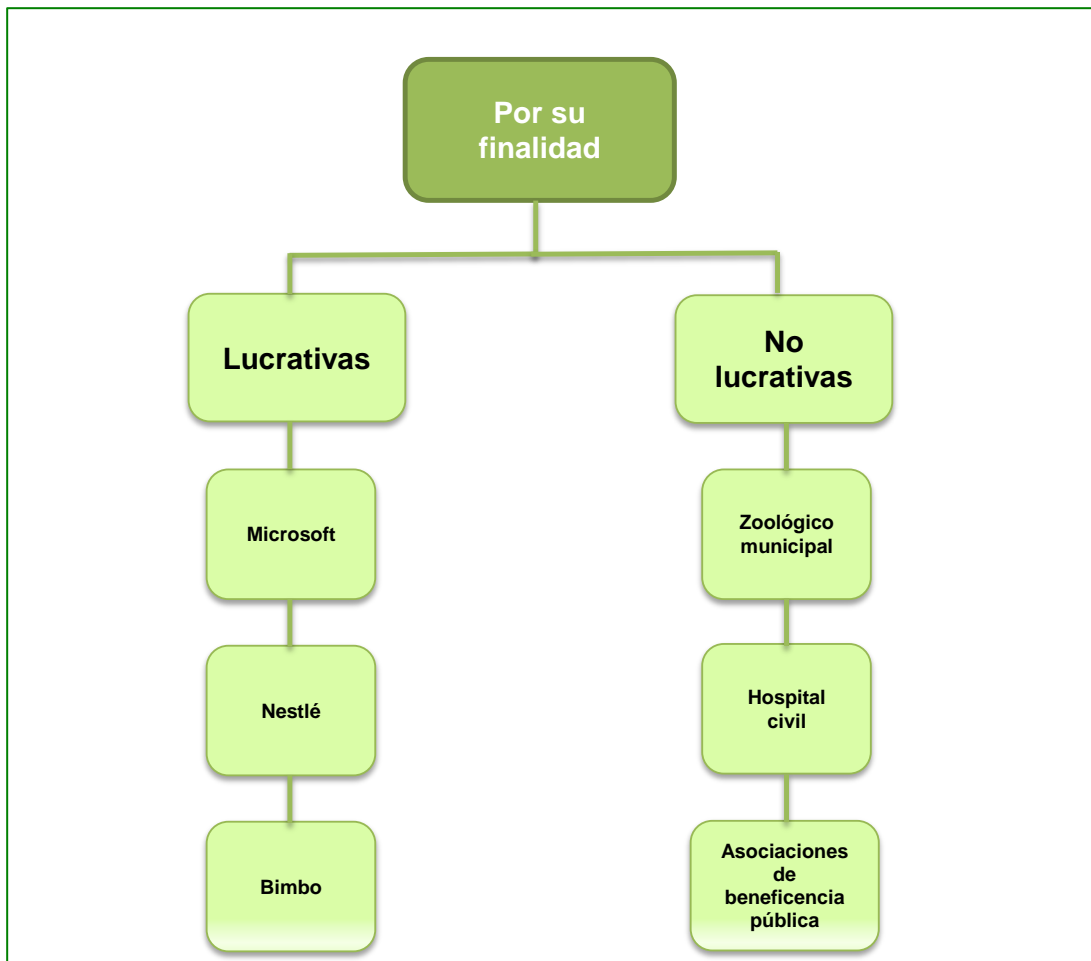 Por su
finalidad
Lucrativas
No
lucrativas
Microsoft
Zoológico
municipal
Nestlé
Hospital
civil
Bimbo
Asociaciones
de
beneficencia
pública